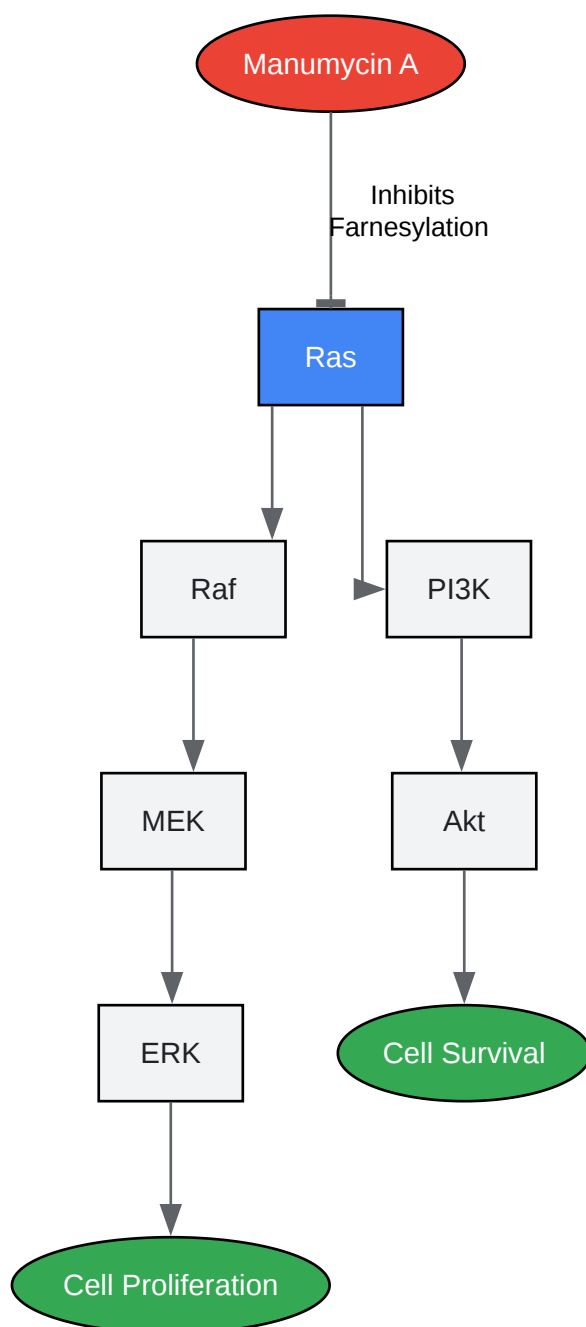 Manumycin A
Inhibits
Farnesylation
Ras
Raf
PI3K
MEK
Akt
ERK
Cell Survival
Cell Proliferation